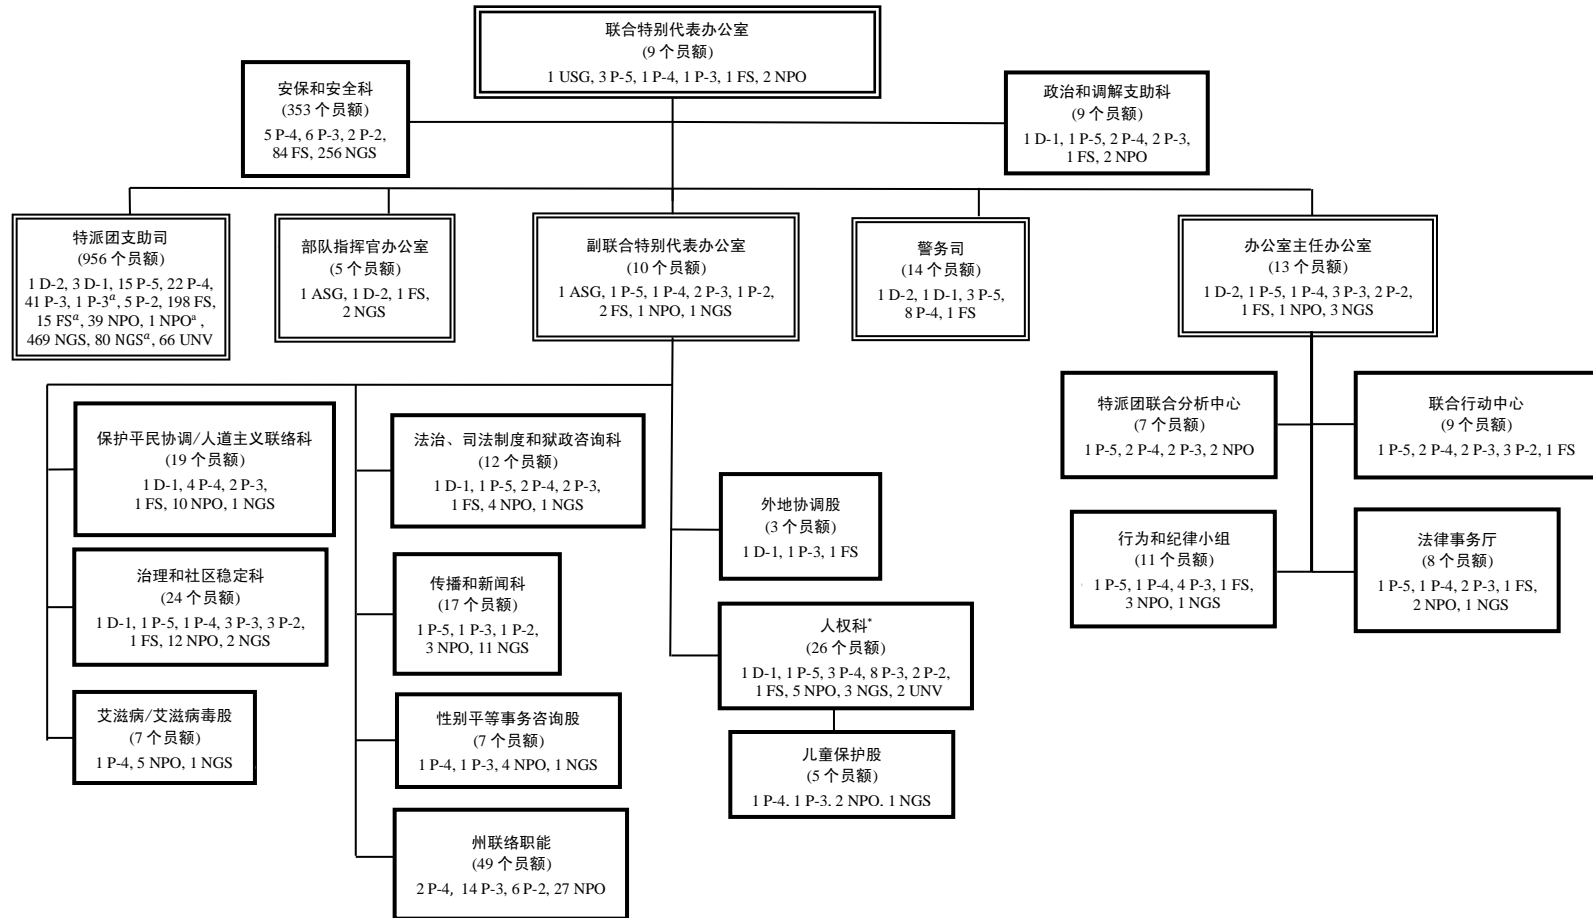 联合特别代表办公室
(9 个员额)
1 USG, 3 P-5, 1 P-4, 1 P-3, 1 FS, 2 NPO
安保和安全科
(353 个员额)
5 P-4, 6 P-3, 2 P-2,
84 FS, 256 NGS
政治和调解支助科
(9 个员额)
1 D-1, 1 P-5, 2 P-4, 2 P-3,
1 FS, 2 NPO
特派团支助司
(956 个员额)
1 D-2, 3 D-1, 15 P-5, 22 P-4,
41 P-3, 1 P-3ᵃ, 5 P-2, 198 FS,
15 FSᵃ, 39 NPO, 1 NPOᵃ ,
469 NGS, 80 NGSᵃ, 66 UNV
部队指挥官办公室
(5 个员额)
1 ASG, 1 D-2, 1 FS,
2 NGS
副联合特别代表办公室
(10 个员额)
1 ASG, 1 P-5, 1 P-4, 2 P-3, 1 P-2,
2 FS, 1 NPO, 1 NGS
警务司
(14 个员额)
1 D-2, 1 D-1, 3 P-5,
8 P-4, 1 FS
办公室主任办公室
(13 个员额)
1 D-2, 1 P-5, 1 P-4, 3 P-3, 2 P-2,
1 FS, 1 NPO, 3 NGS
保护平民协调/人道主义联络科
(19 个员额)
1 D-1, 4 P-4, 2 P-3,
1 FS, 10 NPO, 1 NGS
治理和社区稳定科
(24 个员额)
1 D-1, 1 P-5, 1 P-4, 3 P-3, 3 P-2,
1 FS, 12 NPO, 2 NGS
艾滋病/艾滋病毒股
(7 个员额)
1 P-4, 5 NPO, 1 NGS
法治、司法制度和狱政咨询科
(12 个员额)
1 D-1, 1 P-5, 2 P-4, 2 P-3,
1 FS, 4 NPO, 1 NGS
传播和新闻科
(17 个员额)
1 P-5, 1 P-3, 1 P-2,
3 NPO, 11 NGS
性别平等事务咨询股
(7 个员额)
1 P-4, 1 P-3, 4 NPO, 1 NGS
州联络职能
(49 个员额)
2 P-4, 14 P-3, 6 P-2, 27 NPO
外地协调股
(3 个员额)
1 D-1, 1 P-3, 1 FS
人权科*
(26 个员额)
1 D-1, 1 P-5, 3 P-4, 8 P-3, 2 P-2,
1 FS, 5 NPO, 3 NGS, 2 UNV
儿童保护股
(5 个员额)
1 P-4. 1 P-3. 2 NPO. 1 NGS
特派团联合分析中心
(7 个员额)
1 P-5, 2 P-4, 2 P-3, 2 NPO
联合行动中心
(9 个员额)
1 P-5, 2 P-4, 2 P-3, 3 P-2, 1 FS
行为和纪律小组
(11 个员额)
1 P-5, 1 P-4, 4 P-3, 1 FS,
3 NPO, 1 NGS
法律事务厅
(8 个员额)
1 P-5, 1 P-4, 2 P-3, 1 FS,
2 NPO, 1 NGS